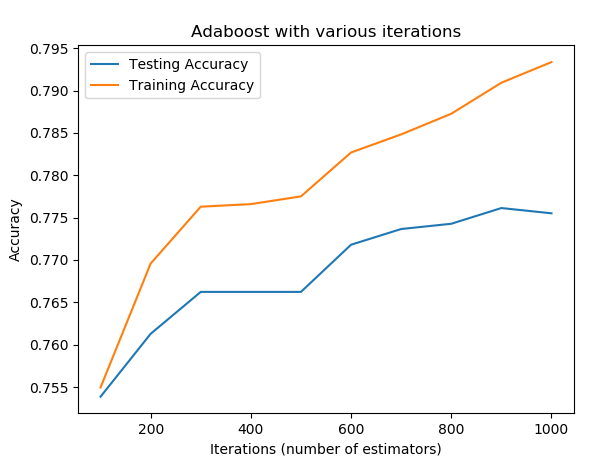 Adaboost with various iterations
0.795
0.790
0.785
0.780
0.775
0.770
0.765
0.760
0.755
Accuracy
Testing Accuracy
Training Accuracy
200 400 600 800 1000
Iterations (number of estimators)